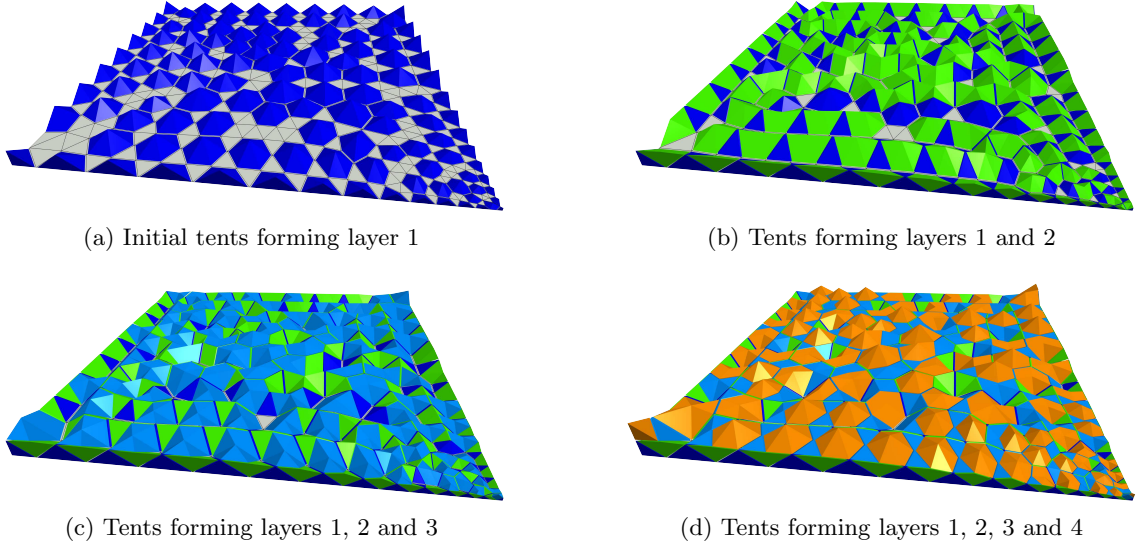 (a) Initial tents forming layer 1
(b) Tents forming layers 1 and 2
(c) Tents forming layers 1, 2 and 3
(d) Tents forming layers 1, 2, 3 and 4